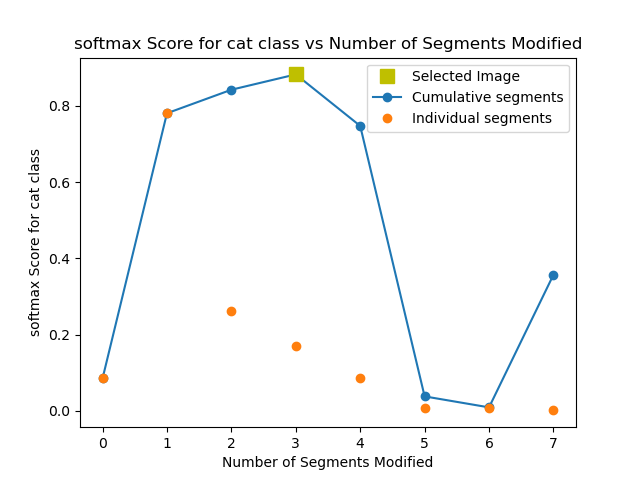 softmax Score for cat class vs Number of Segments Modified
Selected Image
Cumulative segments
Individual segments
softmax Score for cat class
0.8
0.6
0.4
0.2
0.0
0 1 2 3 4 5 6 7
Number of Segments Modified